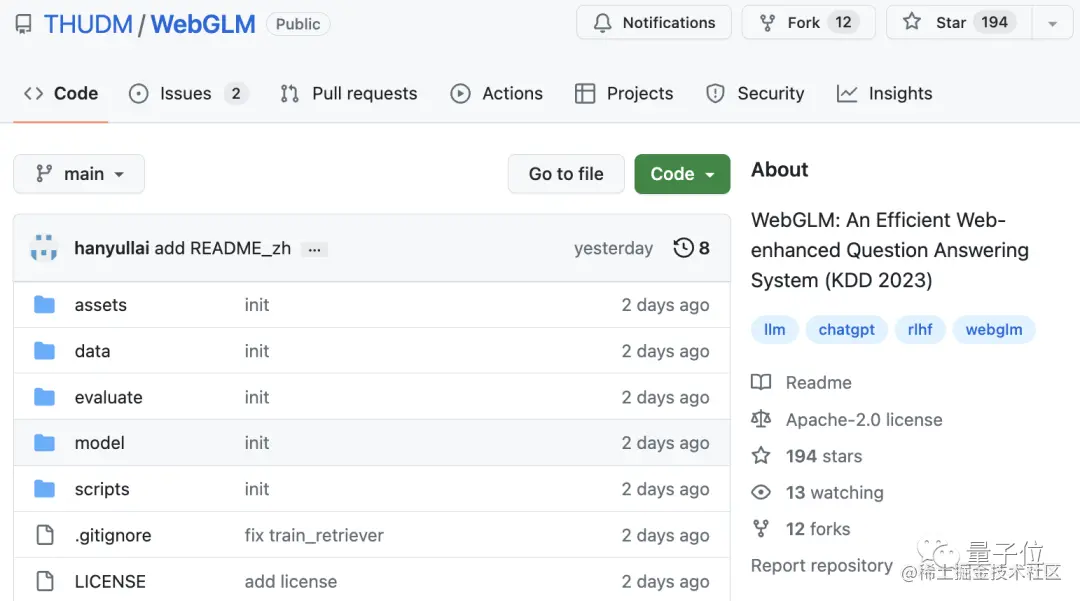 THUDM / WebGLM Public
Notifications
Fork 12
Star 194
Code
Issues 2
Pull requests
Actions
Projects
Security
Insights
main
Go to file
Code
hanyullai add README_zh ...
yesterday
8
assets init 2 days ago
data init 2 days ago
evaluate init 2 days ago
model init 2 days ago
scripts init 2 days ago
.gitignore fix train_retriever 2 days ago
LICENSE add license 2 days ago
About
WebGLM: An Efficient Web-
enhanced Question Answering
System (KDD 2023)
llm chatgpt rlhf webglm
Readme
Apache-2.0 license
194 stars
13 watching
12 forks
Report repository
量子位
@稀土掘金技术社区